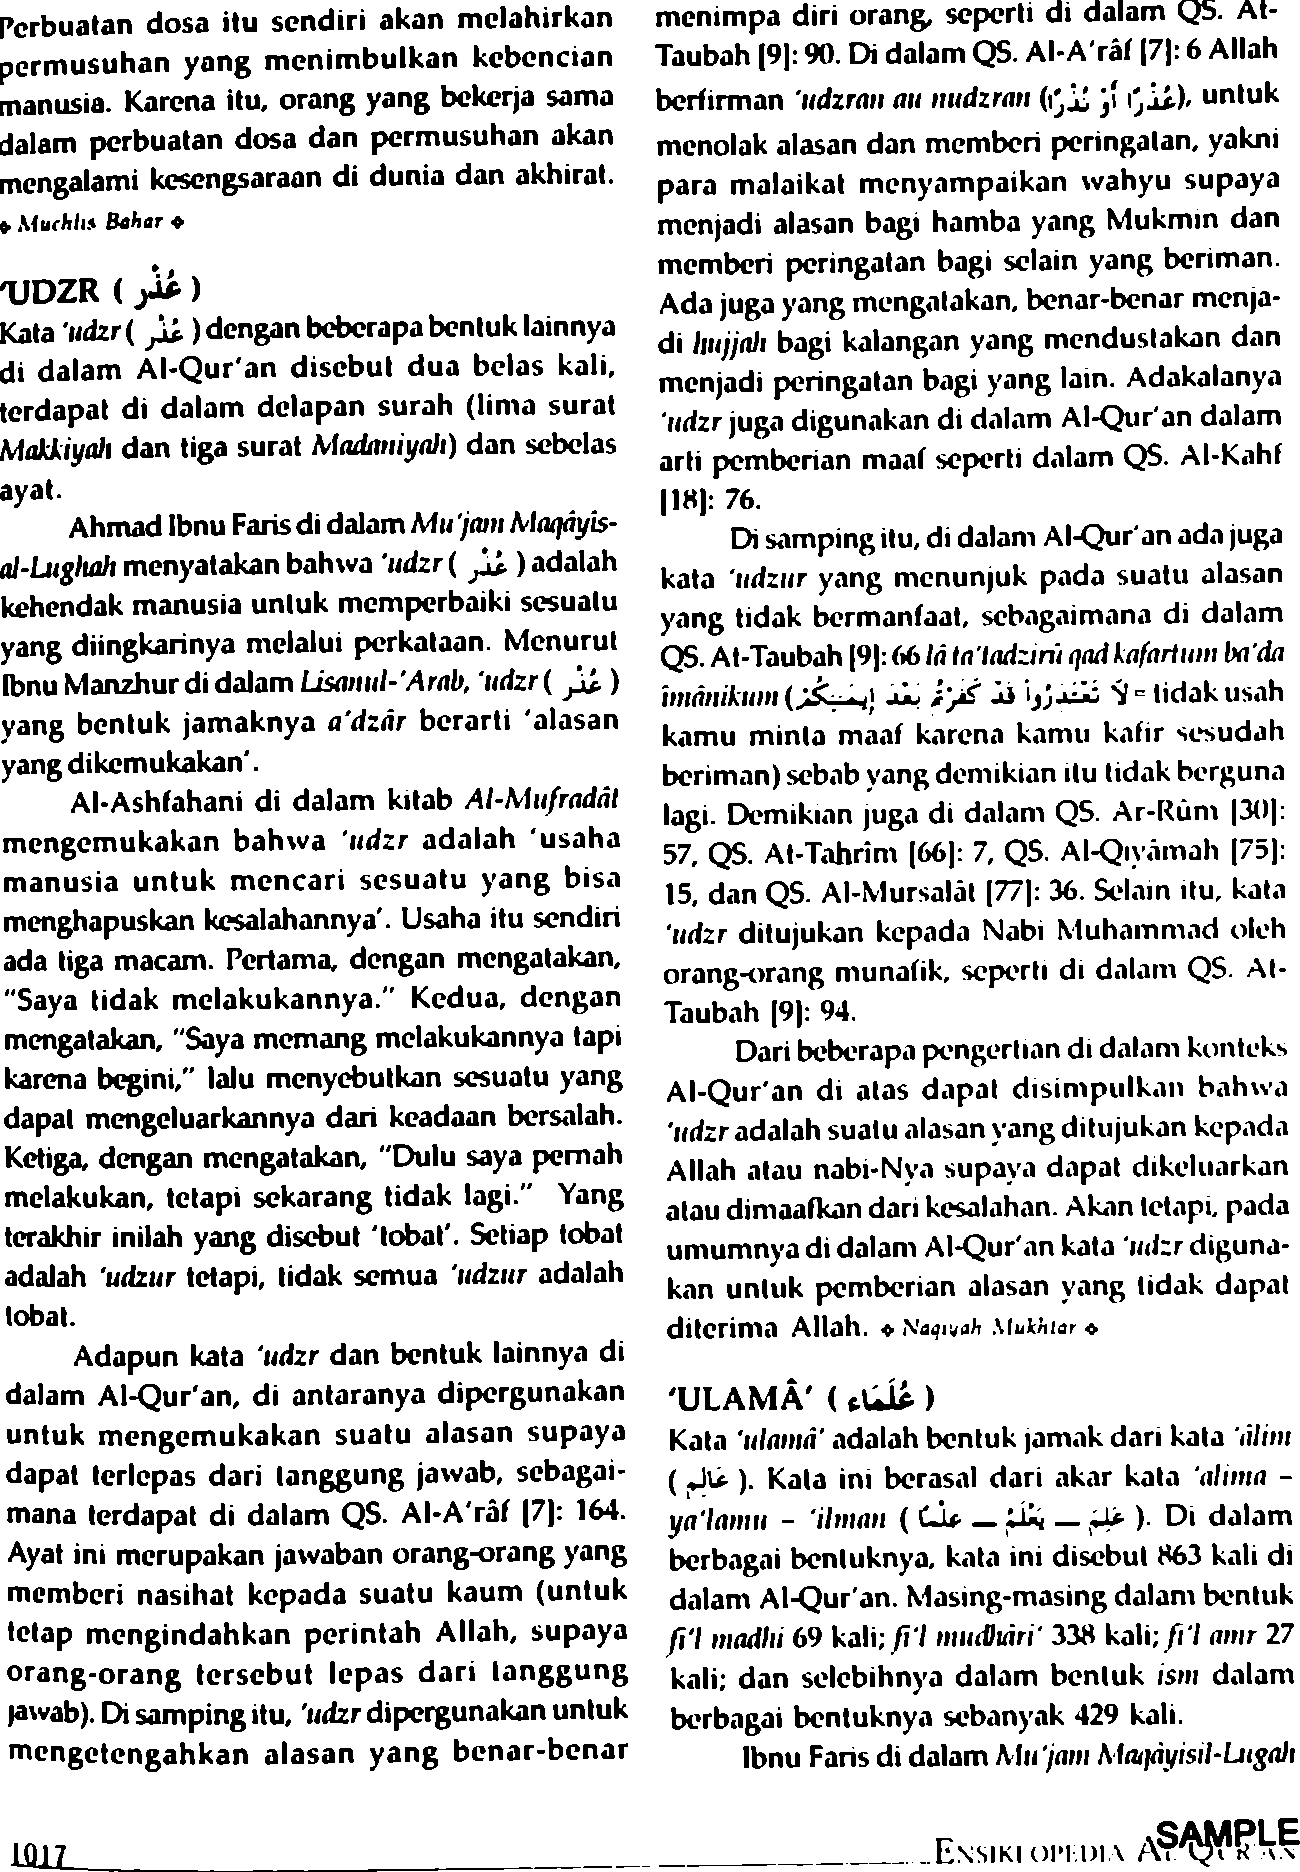 Perbuatan dosa itu sendiri akan melahirkan
permusuhan yang menimbulkan kebencian
manusia. Karena itu, orang yang bekerja sama
dalam perbuatan dosa dan permusuhan akan
mengalami kesengsaraan di dunia dan akhirat.
❖ Muchlis Bahar ❖
'UDZR ( عُذْر )
Kata 'udzr ( عُذْر ) dengan beberapa bentuk lainnya
di dalam Al-Qur'an disebut dua belas kali,
terdapat di dalam delapan surah (lima surat
Makkiyah dan tiga surat Madaniyah) dan sebelas
ayat.
Ahmad Ibnu Faris di dalam Mu'jam Maqâyis-
al-Lughah menyatakan bahwa 'udzr ( عُذْر ) adalah
kehendak manusia untuk memperbaiki sesuatu
yang diingkarinya melalui perkataan. Menurut
Ibnu Manzhur di dalam Lisanul-'Arab, 'udzr ( عُذْر )
yang bentuk jamaknya a'dzâr berarti 'alasan
yang dikemukakan'.
Al-Ashfahani di dalam kitab Al-Mufradât
mengemukakan bahwa 'udzr adalah 'usaha
manusia untuk mencari sesuatu yang bisa
menghapuskan kesalahannya'. Usaha itu sendiri
ada tiga macam. Pertama, dengan mengatakan,
"Saya tidak melakukannya." Kedua, dengan
mengatakan, "Saya memang melakukannya tapi
karena begini," lalu menyebutkan sesuatu yang
dapat mengeluarkannya dari keadaan bersalah.
Ketiga, dengan mengatakan, "Dulu saya pernah
melakukan, tetapi sekarang tidak lagi." Yang
terakhir inilah yang disebut 'tobat'. Setiap tobat
adalah 'udzur tetapi, tidak semua 'udzur adalah
tobat.
Adapun kata 'udzr dan bentuk lainnya di
dalam Al-Qur'an, di antaranya dipergunakan
untuk mengemukakan suatu alasan supaya
dapat terlepas dari tanggung jawab, sebagai-
mana terdapat di dalam QS. Al-A'râf [7]: 164.
Ayat ini merupakan jawaban orang-orang yang
memberi nasihat kepada suatu kaum (untuk
tetap mengindahkan perintah Allah, supaya
orang-orang tersebut lepas dari tanggung
jawab). Di samping itu, 'udzr dipergunakan untuk
mengetengahkan alasan yang benar-benar
menimpa diri orang, seperti di dalam QS. At-
Taubah [9]: 90. Di dalam QS. Al-A'râf [7]: 6 Allah
berfirman 'udzran au nudzran (عُذْرًا أَوْ نُذْرًا), untuk
menolak alasan dan memberi peringatan, yakni
para malaikat menyampaikan wahyu supaya
menjadi alasan bagi hamba yang Mukmin dan
memberi peringatan bagi selain yang beriman.
Ada juga yang mengatakan, benar-benar menja-
di hujjah bagi kalangan yang mendustakan dan
menjadi peringatan bagi yang lain. Adakalanya
'udzr juga digunakan di dalam Al-Qur'an dalam
arti pemberian maaf seperti dalam QS. Al-Kahf
[18]: 76.
Di samping itu, di dalam Al-Qur'an ada juga
kata 'udzur yang menunjuk pada suatu alasan
yang tidak bermanfaat, sebagaimana di dalam
QS. At-Taubah [9]: 66 lâ ta'tadzirû qad kafartum ba'da
îmânikum (لَا تَعْتَذِرُوا قَدْ كَفَرْتُمْ بَعْدَ إِيمَـٰنِكُمْ = tidak usah
kamu minta maaf karena kamu kafir sesudah
beriman) sebab yang demikian itu tidak berguna
lagi. Demikian juga di dalam QS. Ar-Rûm [30]:
57, QS. At-Tahrîm [66]: 7, QS. Al-Qiyâmah [75]:
15, dan QS. Al-Mursalât [77]: 36. Selain itu, kata
'udzr ditujukan kepada Nabi Muhammad oleh
orang-orang munafik, seperti di dalam QS. At-
Taubah [9]: 94.
Dari beberapa pengertian di dalam konteks
Al-Qur'an di atas dapat disimpulkan bahwa
'udzr adalah suatu alasan yang ditujukan kepada
Allah atau nabi-Nya supaya dapat dikeluarkan
atau dimaafkan dari kesalahan. Akan tetapi, pada
umumnya di dalam Al-Qur'an kata 'udzr diguna-
kan untuk pemberian alasan yang tidak dapat
diterima Allah. ❖ Naqiyah Mukhtar ❖
'ULAMÂ' ( عُلَمَاء )
Kata 'ulamâ' adalah bentuk jamak dari kata 'âlim
( عَالِم ). Kata ini berasal dari akar kata 'alima –
ya'lamu – 'ilman ( عَلِمَ – يَعْلَمُ – عِلْمًا ). Di dalam
berbagai bentuknya, kata ini disebut 863 kali di
dalam Al-Qur'an. Masing-masing dalam bentuk
fi'l madhi 69 kali; fi'l mudhâri' 338 kali; fi'l amr 27
kali; dan selebihnya dalam bentuk ism dalam
berbagai bentuknya sebanyak 429 kali.
Ibnu Faris di dalam Mu'jam Maqâyisil-Lugah
1017
ENSIKLOPEDIA AL-QUR'AN
SAMPLE